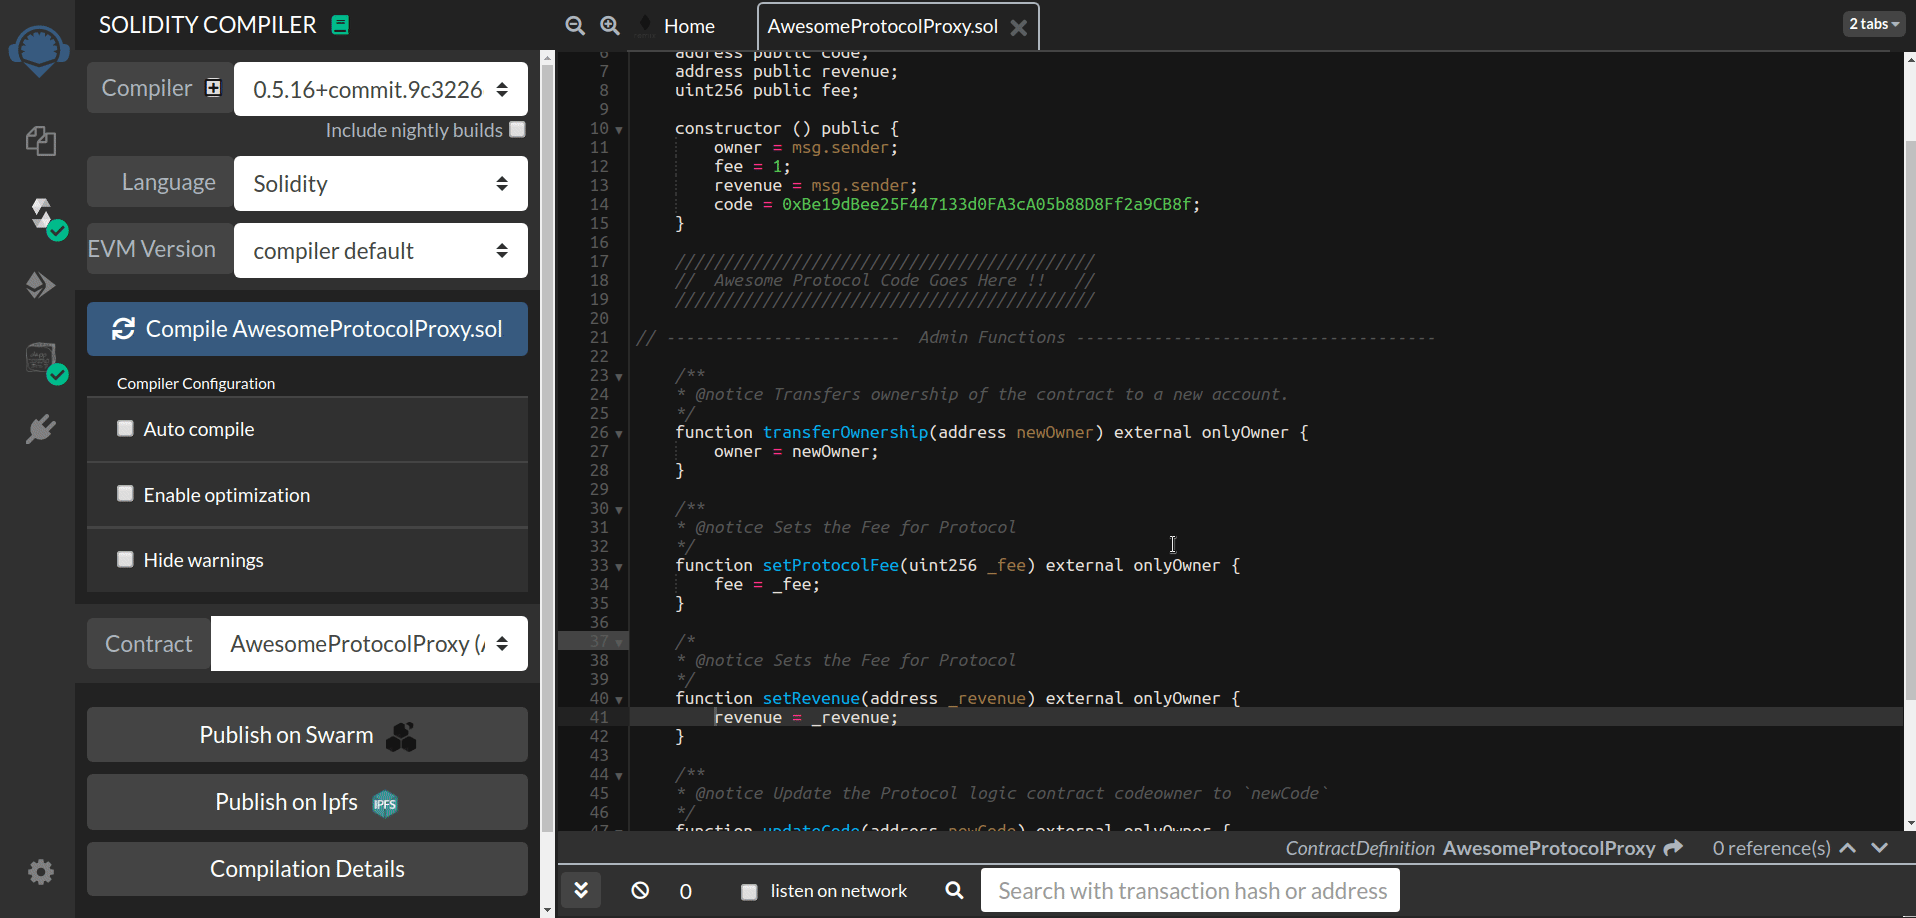 SOLIDITY COMPILER
Compiler
0.5.16+commit.9c3226
Include nightly builds
Language
Solidity
EVM Version
compiler default
Compile AwesomeProtocolProxy.sol
Compiler Configuration
Auto compile
Enable optimization
Hide warnings
Contract
AwesomeProtocolProxy (
Publish on Swarm
Publish on Ipfs IPFS
Compilation Details
Home
AwesomeProtocolProxy.sol
2 tabs
6 address public code;
7 address public revenue;
8 uint256 public fee;
9
10 constructor () public {
11 owner = msg.sender;
12 fee = 1;
13 revenue = msg.sender;
14 code = 0xBe19dBee25F447133d0FA3cA05b88D8Ff2a9CB8f;
15 }
16
17 ///////////////////////////////////////////
18 // Awesome Protocol Code Goes Here !! //
19 ///////////////////////////////////////////
20
21 // ------------------------ Admin Functions -------------------------------------
22
23 /**
24 * @notice Transfers ownership of the contract to a new account.
25 */
26 function transferOwnership(address newOwner) external onlyOwner {
27 owner = newOwner;
28 }
29
30 /**
31 * @notice Sets the Fee for Protocol
32 */
33 function setProtocolFee(uint256 _fee) external onlyOwner {
34 fee = _fee;
35 }
36
37 /*
38 * @notice Sets the Fee for Protocol
39 */
40 function setRevenue(address _revenue) external onlyOwner {
41 revenue = _revenue;
42 }
43
44 /**
45 * @notice Update the Protocol logic contract codeowner to `newCode`
46 */
47 function updateCode(address newCode) external onlyOwner {
ContractDefinition AwesomeProtocolProxy 0 reference(s)
0 listen on network Search with transaction hash or address